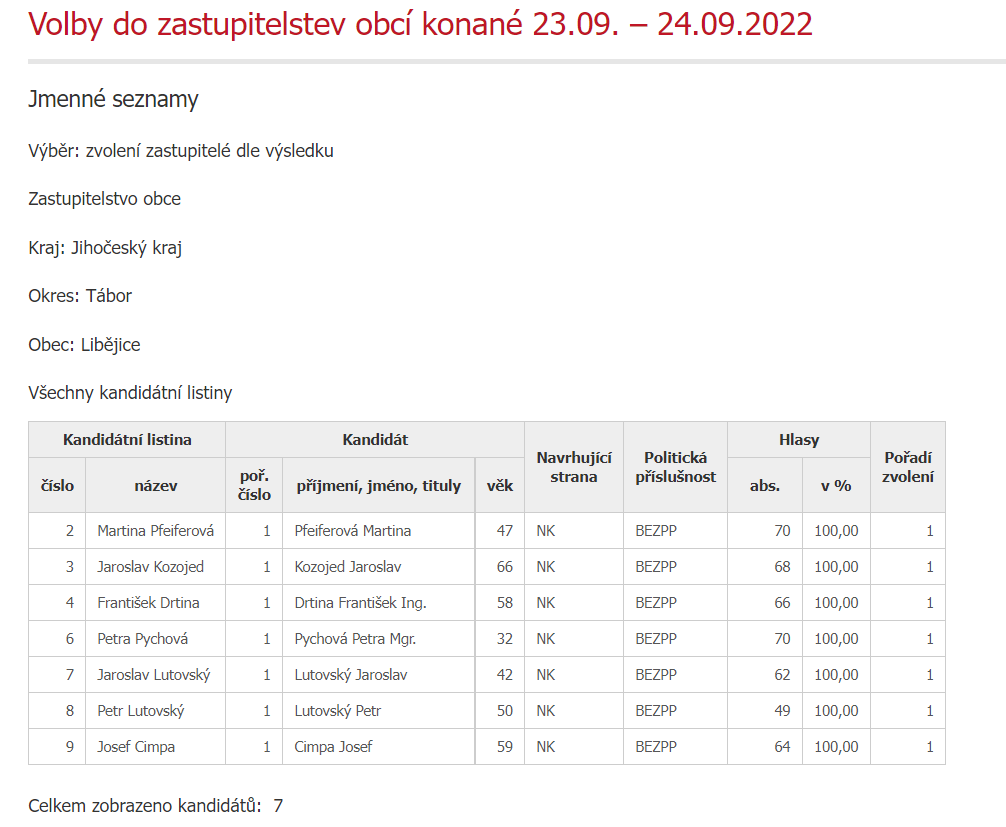 Volby do zastupitelstev obcí konané 23.09. – 24.09.2022
Jmenné seznamy
Výběr: zvolení zastupitelé dle výsledku
Zastupitelstvo obce
Kraj: Jihočeský kraj
Okres: Tábor
Obec: Libějice
Všechny kandidátní listiny
Kandidátní listina Kandidát Navrhující strana Politická příslušnost Hlasy Pořadí zvolení
číslo název poř. číslo příjmení, jméno, tituly věk abs. v %
2 Martina Pfeiferová 1 Pfeiferová Martina 47 NK BEZPP 70 100,00 1
3 Jaroslav Kozojed 1 Kozojed Jaroslav 66 NK BEZPP 68 100,00 1
4 František Drtina 1 Drtina František Ing. 58 NK BEZPP 66 100,00 1
6 Petra Pychová 1 Pychová Petra Mgr. 32 NK BEZPP 70 100,00 1
7 Jaroslav Lutovský 1 Lutovský Jaroslav 42 NK BEZPP 62 100,00 1
8 Petr Lutovský 1 Lutovský Petr 50 NK BEZPP 49 100,00 1
9 Josef Cimpa 1 Cimpa Josef 59 NK BEZPP 64 100,00 1
Celkem zobrazeno kandidátů: 7